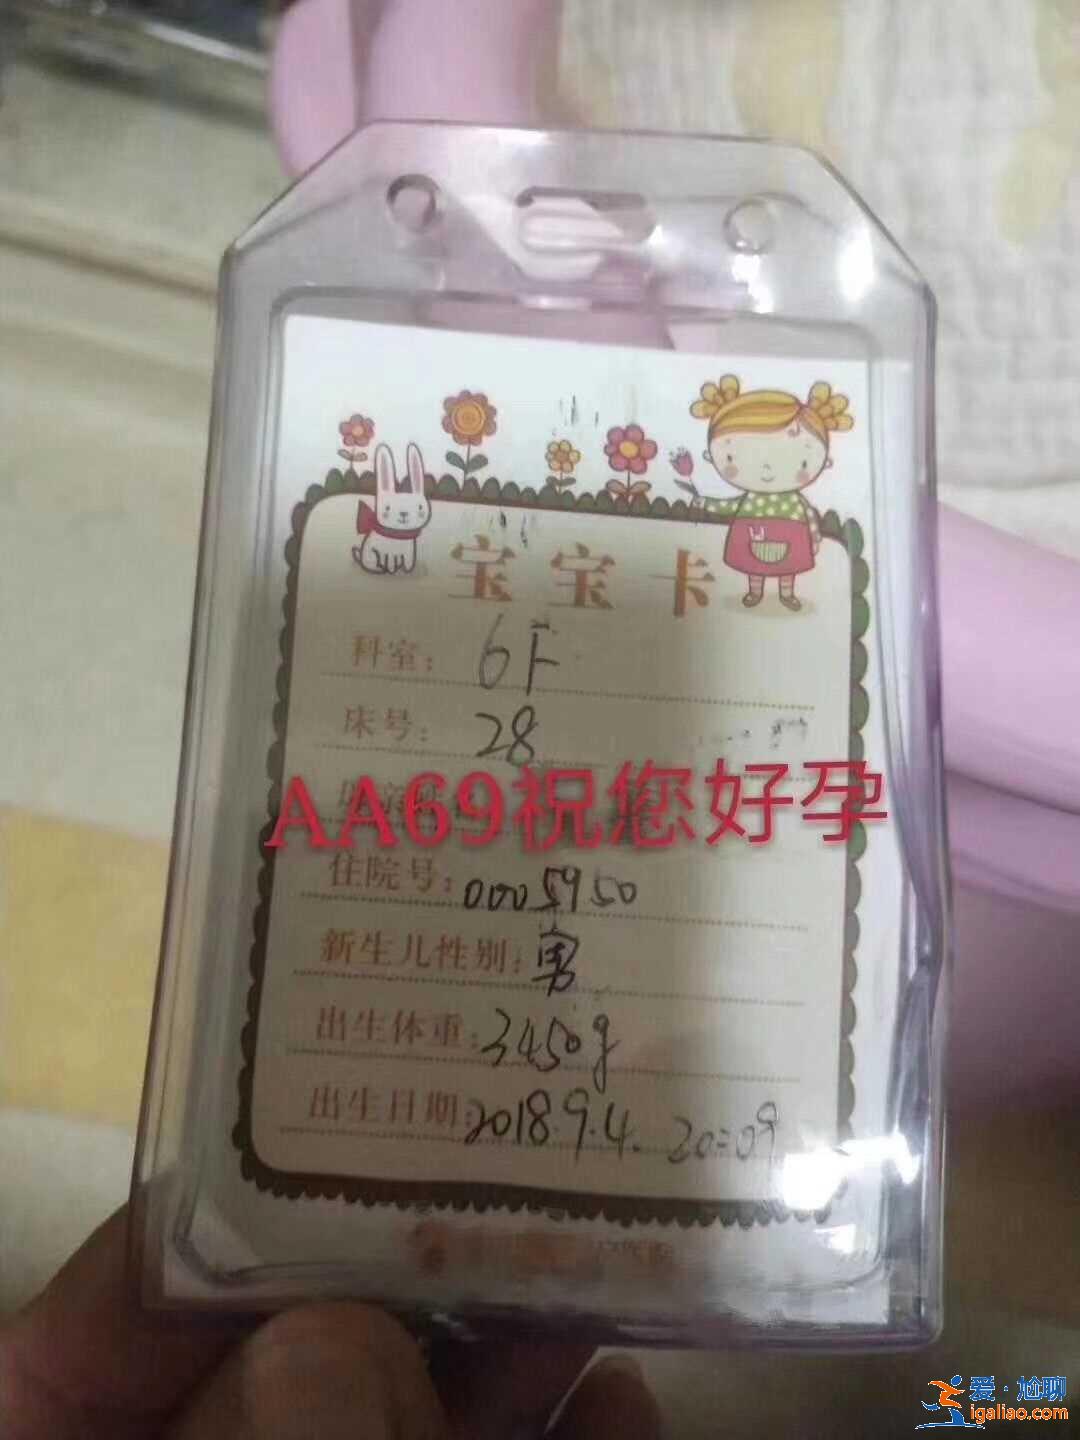 宝宝卡
科室：6F
床号：28
AA69祝您好孕
住院号：0005950
新生儿性别：男
出生体重：3450g
出生日期：2018.9.4. 20:09
爱·尬聊
igaliao.com